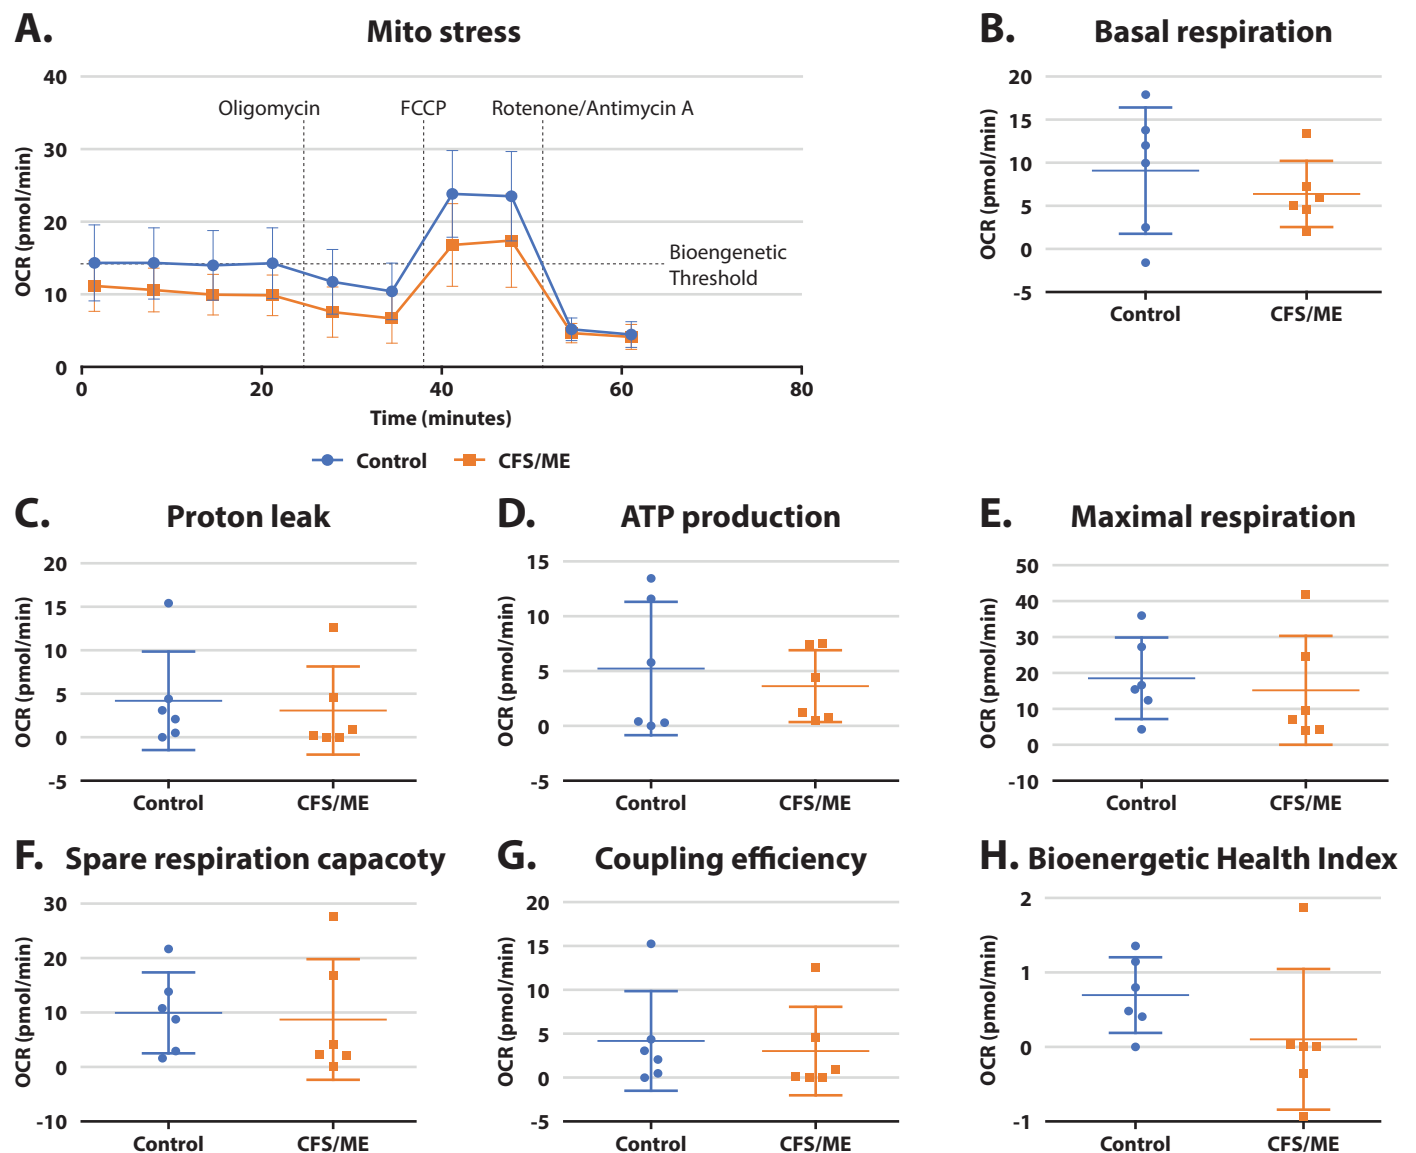 A. Mito stress
40
30
20
10
0
OCR (pmol/min)
Oligomycin
FCCP
Rotenone/Antimycin A
Bioengenetic
Threshold
0 20 40 60 80
Time (minutes)
Control CFS/ME
B. Basal respiration
20
15
10
5
0
-5
OCR (pmol/min)
Control CFS/ME
C. Proton leak
20
15
10
5
0
-5
OCR (pmol/min)
Control CFS/ME
D. ATP production
15
10
5
0
-5
OCR (pmol/min)
Control CFS/ME
E. Maximal respiration
50
40
30
20
10
0
-10
OCR (pmol/min)
Control CFS/ME
F. Spare respiration capacoty
30
20
10
0
-10
OCR (pmol/min)
Control CFS/ME
G. Coupling efficiency
20
15
10
5
0
-5
OCR (pmol/min)
Control CFS/ME
H. Bioenergetic Health Index
2
1
0
-1
OCR (pmol/min)
Control CFS/ME